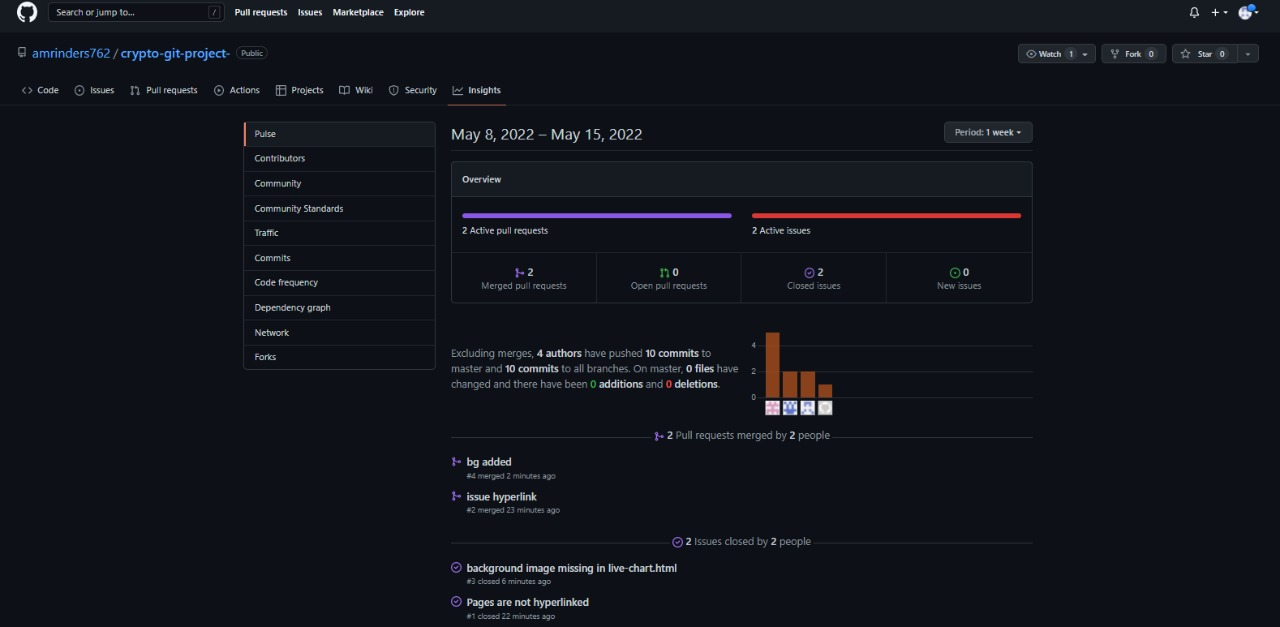 Search or jump to... /
Pull requests Issues Marketplace Explore
amrinders762 / crypto-git-project- Public
Watch 1 Fork 0 Star 0
Code Issues Pull requests Actions Projects Wiki Security Insights
Pulse
Contributors
Community
Community Standards
Traffic
Commits
Code frequency
Dependency graph
Network
Forks
May 8, 2022 – May 15, 2022
Period: 1 week
Overview
2 Active pull requests
2 Active issues
2
Merged pull requests
0
Open pull requests
2
Closed issues
0
New issues
Excluding merges, 4 authors have pushed 10 commits to
master and 10 commits to all branches. On master, 0 files have
changed and there have been 0 additions and 0 deletions.
4
2
0
2 Pull requests merged by 2 people
bg added
#4 merged 2 minutes ago
issue hyperlink
#2 merged 23 minutes ago
2 Issues closed by 2 people
background image missing in live-chart.html
#3 closed 6 minutes ago
Pages are not hyperlinked
#1 closed 22 minutes ago